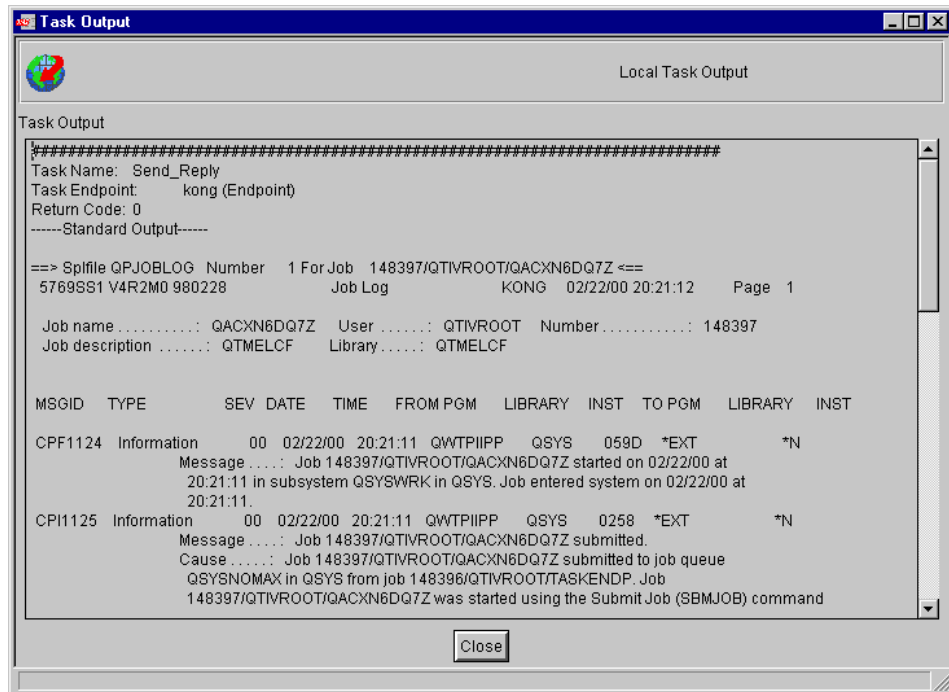 Task Output
Local Task Output
Task Output
##############################################################################
Task Name: Send_Reply
Task Endpoint: kong (Endpoint)
Return Code: 0
------Standard Output------
==> Splfile QPJOBLOG Number 1 For Job 148397/QTIVROOT/QACXN6DQ7Z <==
5769SS1 V4R2M0 980228 Job Log KONG 02/22/00 20:21:12 Page 1
Job name . . . . . . . . . . : QACXN6DQ7Z User . . . . . . : QTIVROOT Number . . . . . . . . . . . : 148397
Job description . . . . . . : QTMELCF Library . . . . . : QTMELCF
MSGID TYPE SEV DATE TIME FROM PGM LIBRARY INST TO PGM LIBRARY INST
CPF1124 Information 00 02/22/00 20:21:11 QWTPIIPP QSYS 059D *EXT *N
Message . . . . : Job 148397/QTIVROOT/QACXN6DQ7Z started on 02/22/00 at
20:21:11 in subsystem QSYSWRK in QSYS. Job entered system on 02/22/00 at
20:21:11.
CPI1125 Information 00 02/22/00 20:21:11 QWTPIIPP QSYS 0258 *EXT *N
Message . . . . : Job 148397/QTIVROOT/QACXN6DQ7Z submitted.
Cause . . . . . : Job 148397/QTIVROOT/QACXN6DQ7Z submitted to job queue
QSYSNOMAX in QSYS from job 148396/QTIVROOT/TASKENDP. Job
148397/QTIVROOT/QACXN6DQ7Z was started using the Submit Job (SBMJOB) command
Close